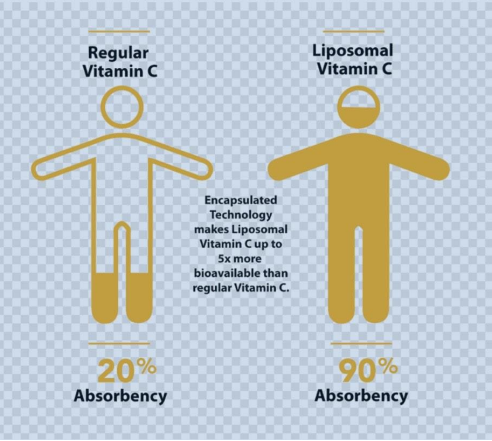 Regular
Vitamin C
Liposomal
Vitamin C
Encapsulated
Technology
makes Liposomal
Vitamin C up to
5x more
bioavailable than
regular Vitamin C.
20%
Absorbency
90%
Absorbency